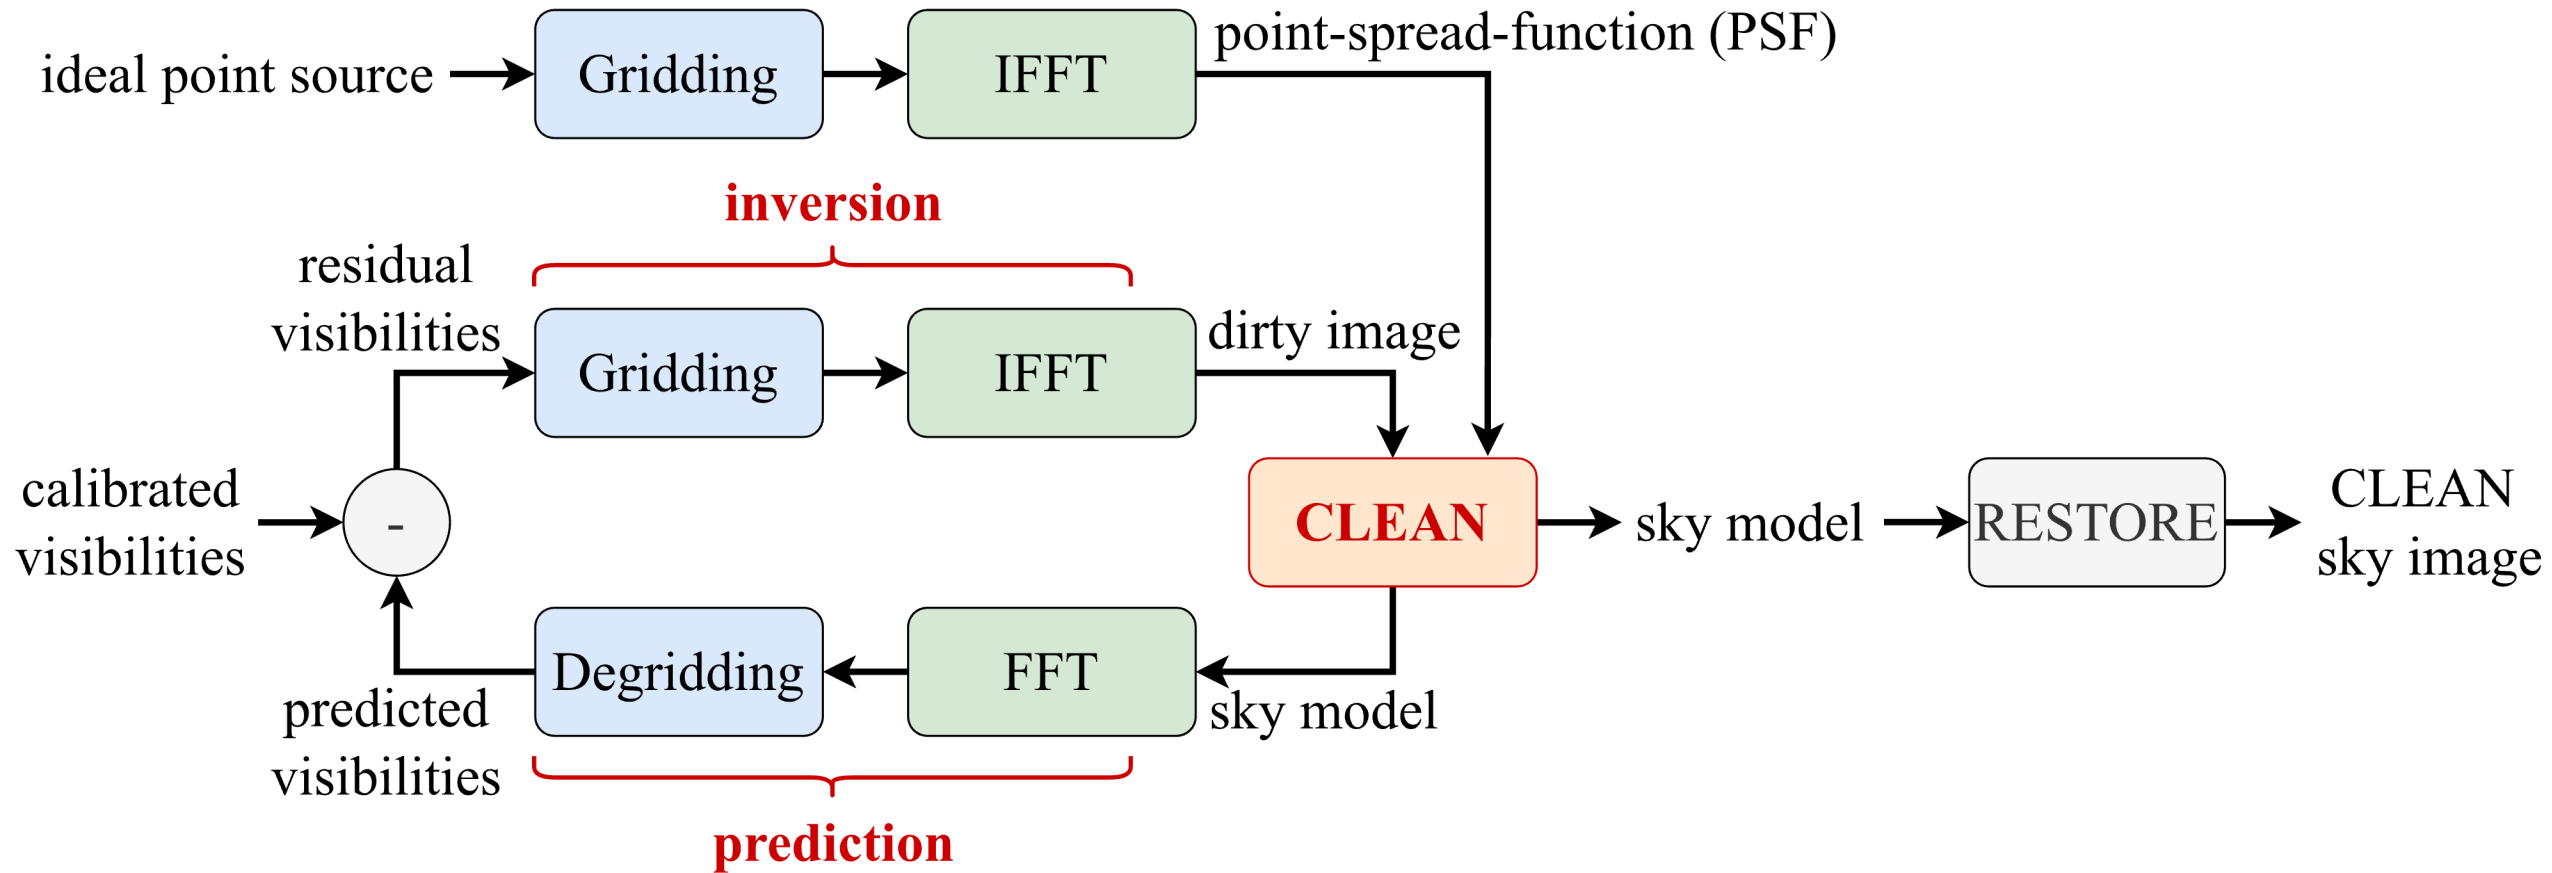 ideal point source
Gridding
IFFT
point-spread-function (PSF)
inversion
residual
visibilities
Gridding
IFFT
dirty image
calibrated
visibilities
-
CLEAN
sky model
RESTORE
CLEAN
sky image
Degridding
FFT
sky model
predicted
visibilities
prediction